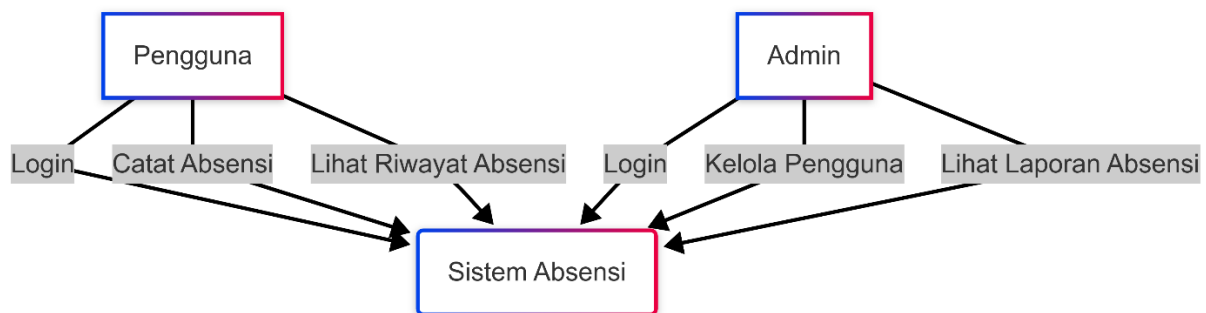 Pengguna
Admin
Login
Catat Absensi
Lihat Riwayat Absensi
Login
Kelola Pengguna
Lihat Laporan Absensi
Sistem Absensi